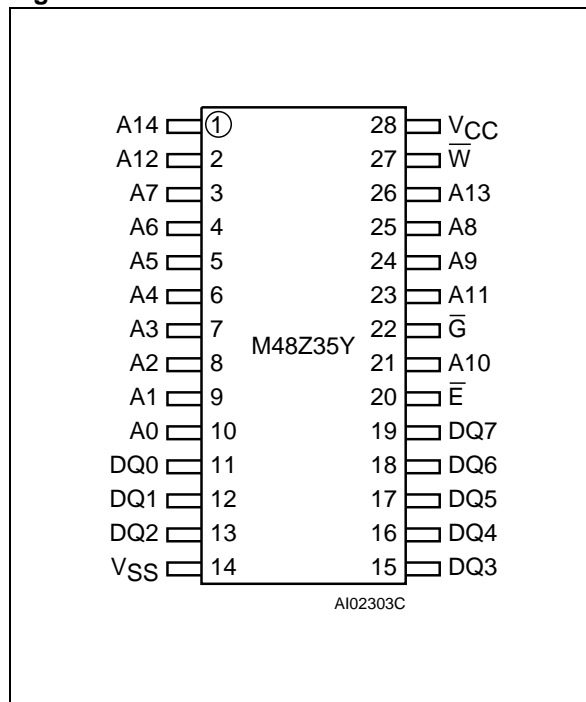 A14 1 28 VCC
A12 2 27 W̅
A7 3 26 A13
A6 4 25 A8
A5 5 24 A9
A4 6 23 A11
A3 7 22 G̅
M48Z35Y
A2 8 21 A10
A1 9 20 E̅
A0 10 19 DQ7
DQ0 11 18 DQ6
DQ1 12 17 DQ5
DQ2 13 16 DQ4
VSS 14 15 DQ3
AI02303C